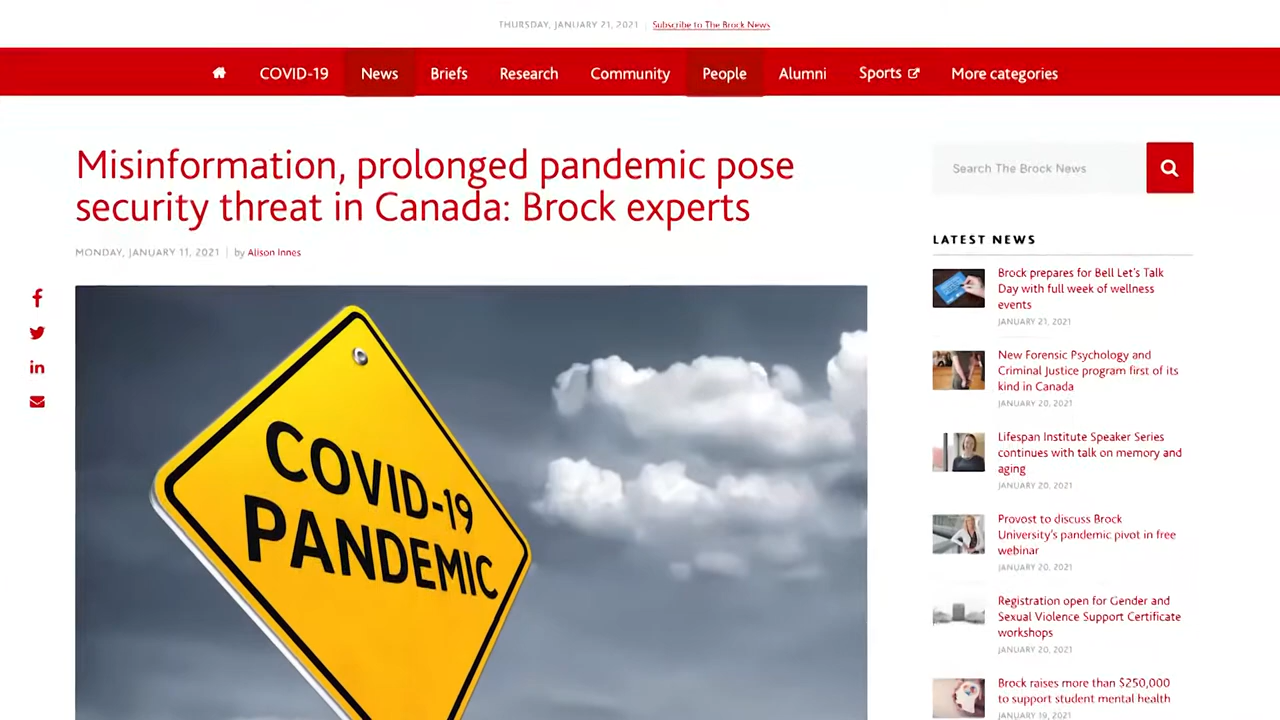 THURSDAY, JANUARY 21, 2021 | Subscribe to The Brock News
COVID-19 News Briefs Research Community People Alumni Sports More categories
Misinformation, prolonged pandemic pose
security threat in Canada: Brock experts
MONDAY, JANUARY 11, 2021 | by Alison Innes
COVID-19
PANDEMIC
Search The Brock News
LATEST NEWS
Brock prepares for Bell Let's Talk
Day with full week of wellness
events
JANUARY 21, 2021
New Forensic Psychology and
Criminal Justice program first of its
kind in Canada
JANUARY 20, 2021
Lifespan Institute Speaker Series
continues with talk on memory and
aging
JANUARY 20, 2021
Provost to discuss Brock
University's pandemic pivot in free
webinar
JANUARY 20, 2021
Registration open for Gender and
Sexual Violence Support Certificate
workshops
JANUARY 20, 2021
Brock raises more than $250,000
to support student mental health
JANUARY 19, 2021